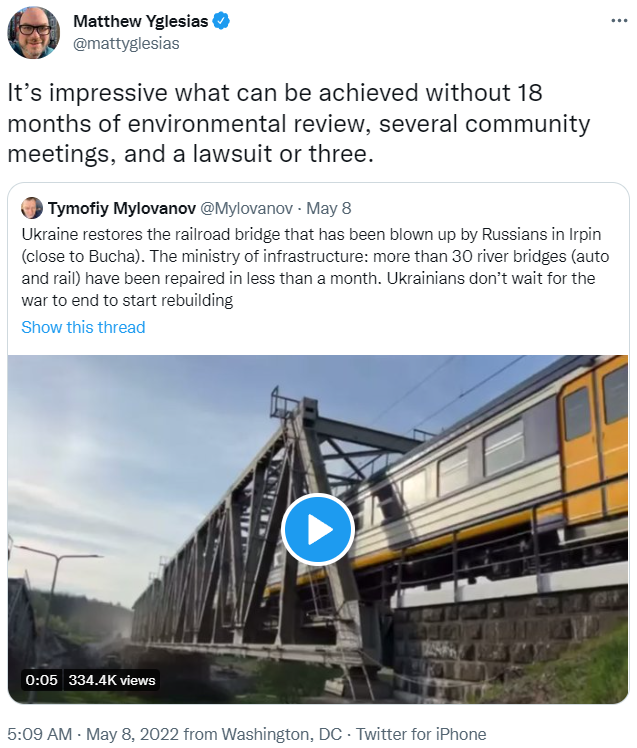 Matthew Yglesias
@mattyglesias
It’s impressive what can be achieved without 18
months of environmental review, several community
meetings, and a lawsuit or three.
Tymofiy Mylovanov @Mylovanov · May 8
Ukraine restores the railroad bridge that has been blown up by Russians in Irpin
(close to Bucha). The ministry of infrastructure: more than 30 river bridges (auto
and rail) have been repaired in less than a month. Ukrainians don’t wait for the
war to end to start rebuilding
Show this thread
0:05 334.4K views
5:09 AM · May 8, 2022 from Washington, DC · Twitter for iPhone